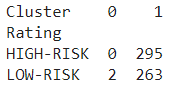 Cluster 0 1
Rating
HIGH-RISK 0 295
LOW-RISK 2 263